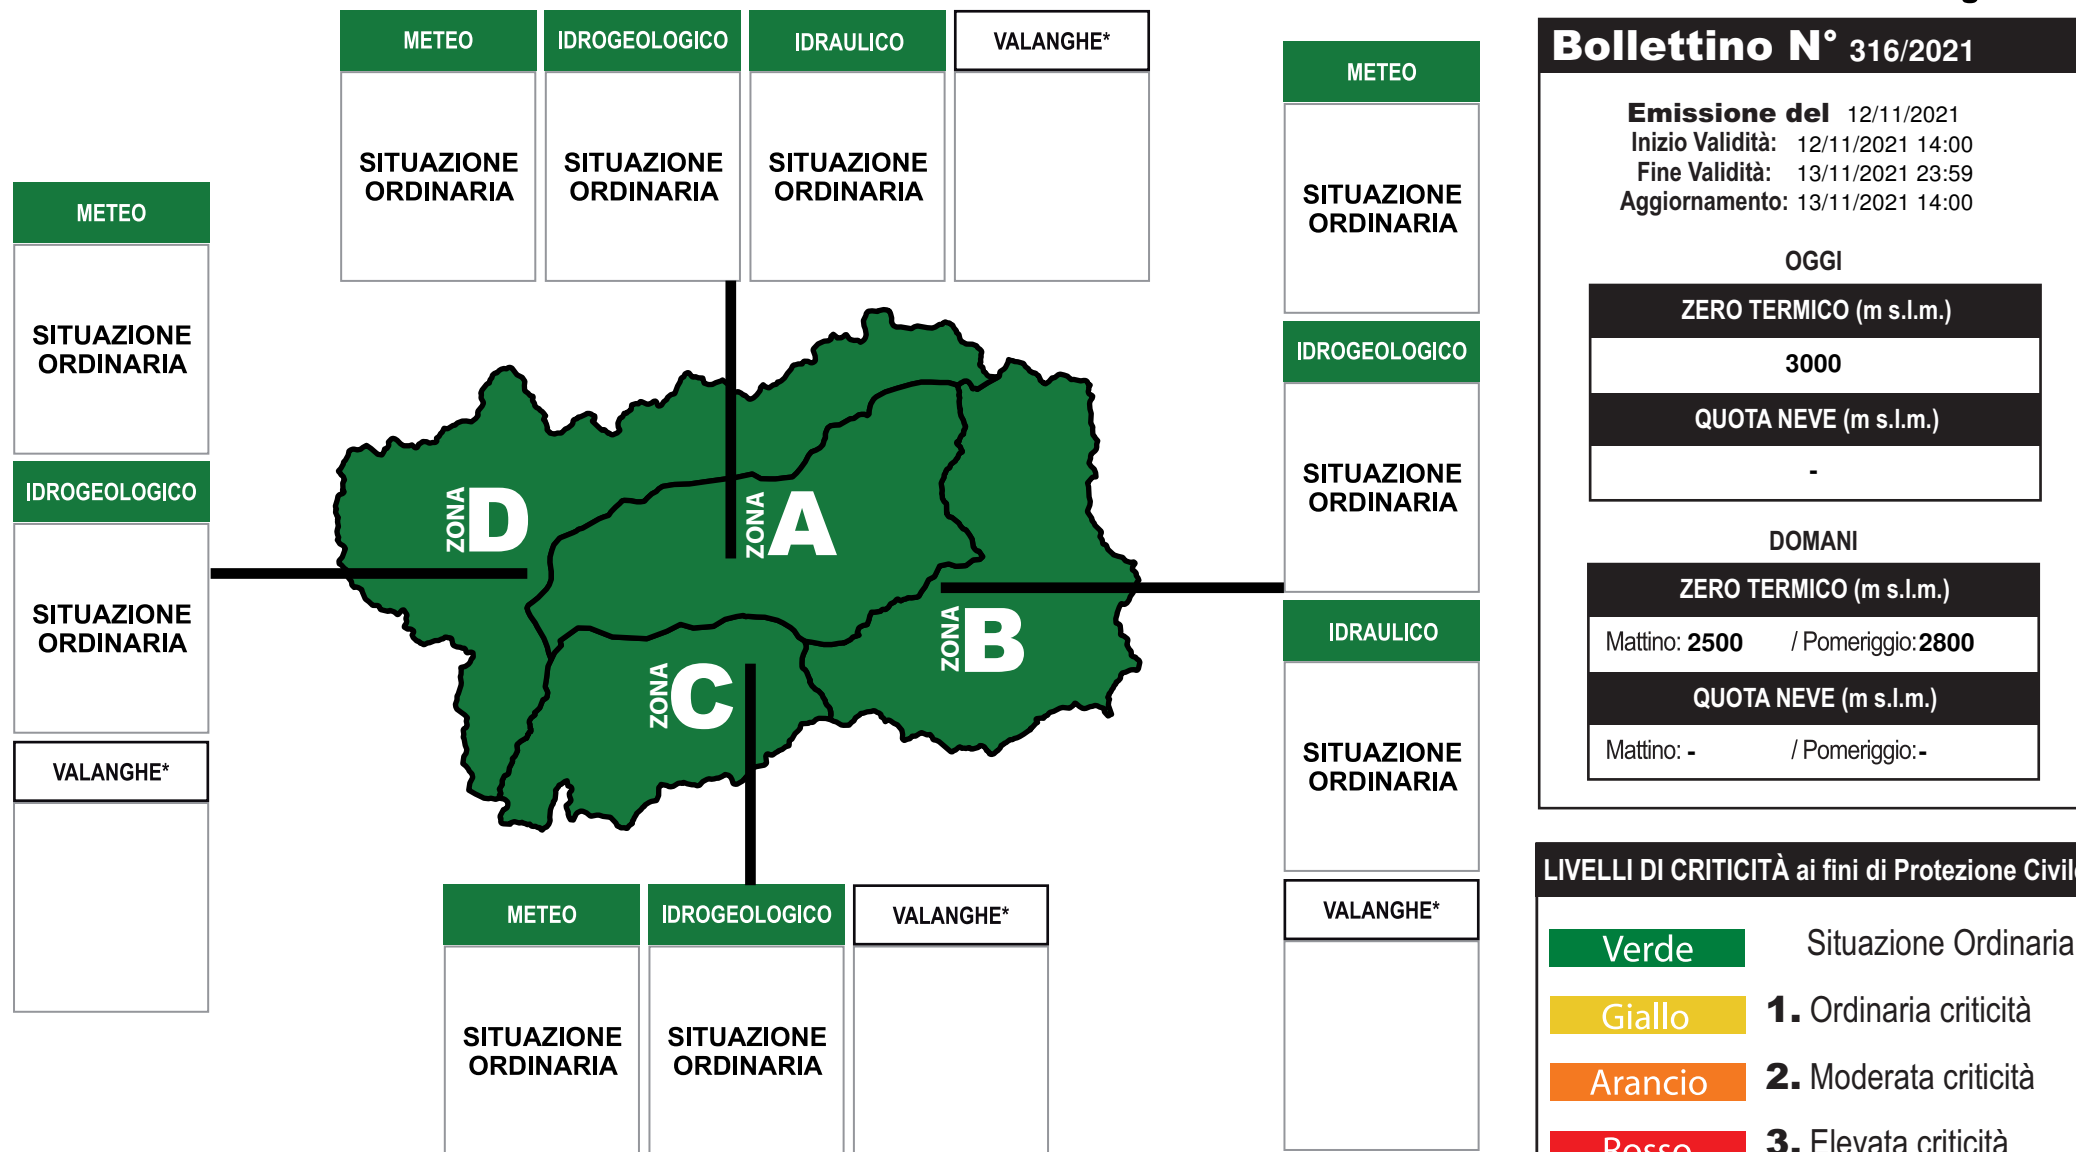 METEO IDROGEOLOGICO IDRAULICO VALANGHE*
SITUAZIONE ORDINARIA
SITUAZIONE ORDINARIA
SITUAZIONE ORDINARIA
METEO
SITUAZIONE
ORDINARIA
IDROGEOLOGICO
SITUAZIONE
ORDINARIA
VALANGHE*
ZONA D
ZONA A
ZONA B
ZONA C
METEO
SITUAZIONE
ORDINARIA
IDROGEOLOGICO
SITUAZIONE
ORDINARIA
IDRAULICO
SITUAZIONE
ORDINARIA
VALANGHE*
METEO IDROGEOLOGICO VALANGHE*
SITUAZIONE ORDINARIA
SITUAZIONE ORDINARIA
Bollettino N° 316/2021
Emissione del 12/11/2021
Inizio Validità: 12/11/2021 14:00
Fine Validità: 13/11/2021 23:59
Aggiornamento: 13/11/2021 14:00
OGGI
ZERO TERMICO (m s.l.m.)
3000
QUOTA NEVE (m s.l.m.)
-
DOMANI
ZERO TERMICO (m s.l.m.)
Mattino: 2500 / Pomeriggio: 2800
QUOTA NEVE (m s.l.m.)
Mattino: - / Pomeriggio: -
LIVELLI DI CRITICITÀ ai fini di Protezione Civile
Verde Situazione Ordinaria
Giallo 1. Ordinaria criticità
Arancio 2. Moderata criticità
Rosso 3. Elevata criticità